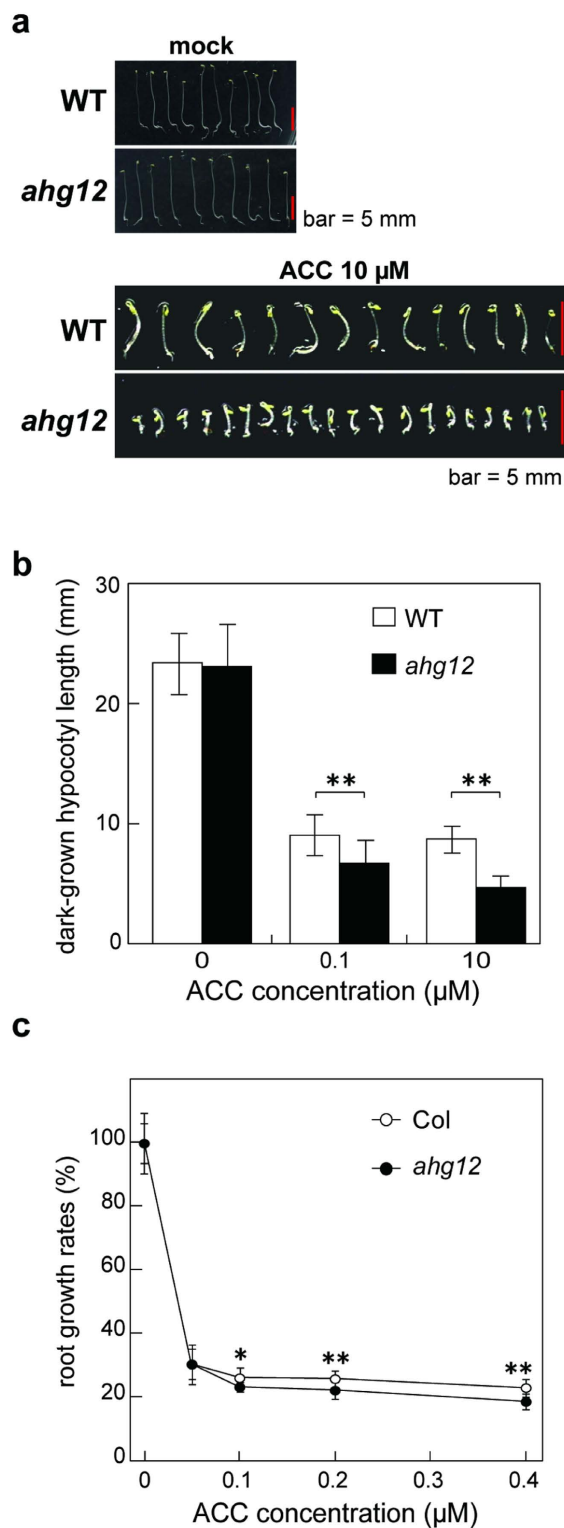 a
mock
WT
ahg12
bar = 5 mm
ACC 10 µM
WT
ahg12
bar = 5 mm
b
30
20
10
0
dark-grown hypocotyl length (mm)
WT
ahg12
**
**
0
0.1
10
ACC concentration (µM)
c
100
80
60
40
20
0
root growth rates (%)
Col
ahg12
*
**
**
0
0.1
0.2
0.3
0.4
ACC concentration (µM)